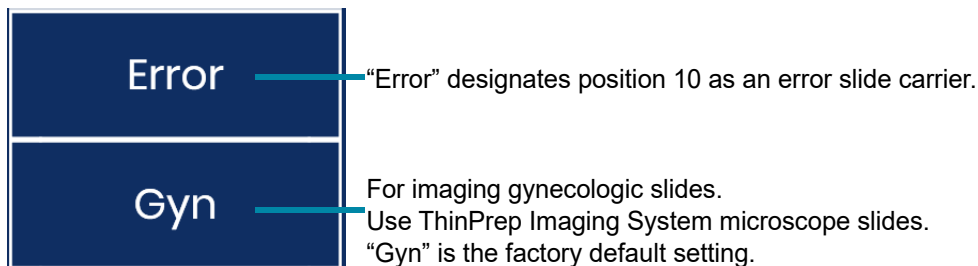 Error
“Error” designates position 10 as an error slide carrier.
Gyn
For imaging gynecologic slides.
Use ThinPrep Imaging System microscope slides.
“Gyn” is the factory default setting.